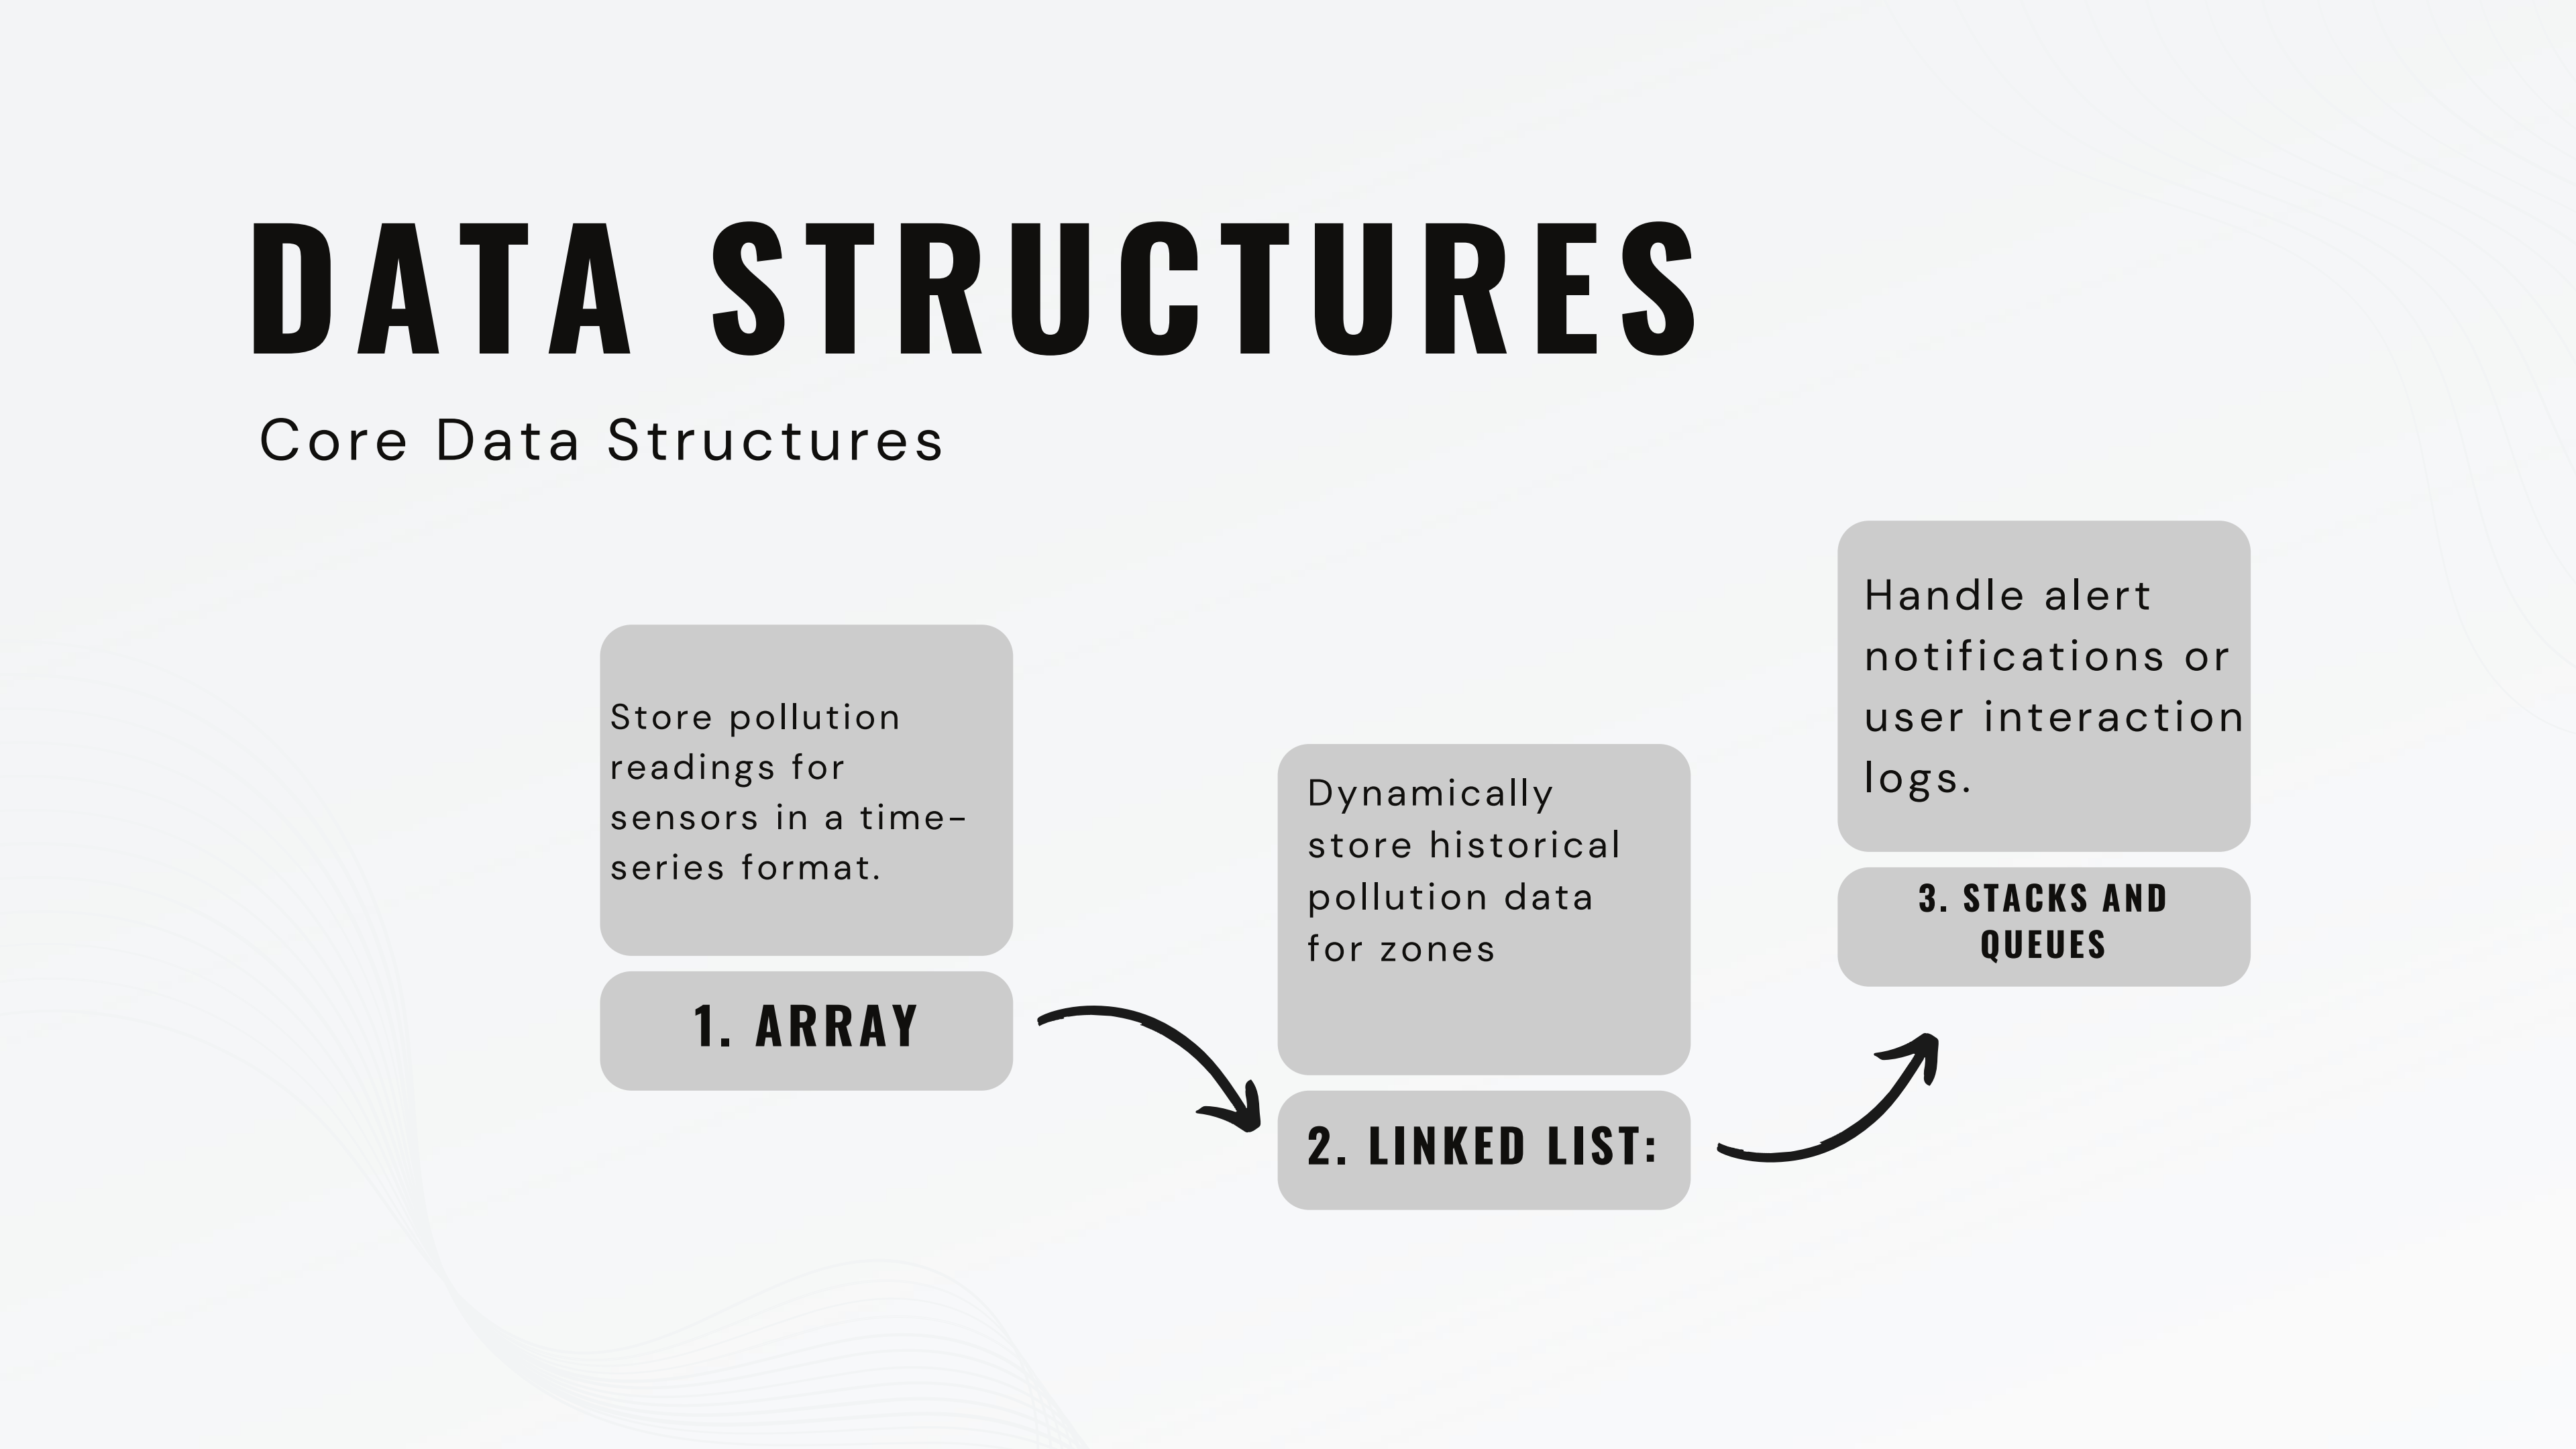 DATA STRUCTURES
Core Data Structures
Store pollution
readings for
sensors in a time-
series format.
1. ARRAY
Dynamically
store historical
pollution data
for zones
2. LINKED LIST:
Handle alert
notifications or
user interaction
logs.
3. STACKS AND
QUEUES